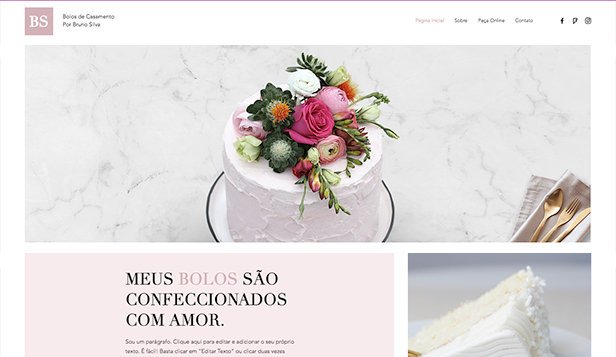 BS
Bolos de Casamento
Por Bruno Silva
Página Inicial Sobre Peça Online Contato
MEUS BOLOS SÃO
CONFECCIONADOS
COM AMOR.
Sou um parágrafo. Clique aqui para editar e adicionar o seu próprio
texto. É fácil! Basta clicar em "Editar Texto" ou clicar duas vezes